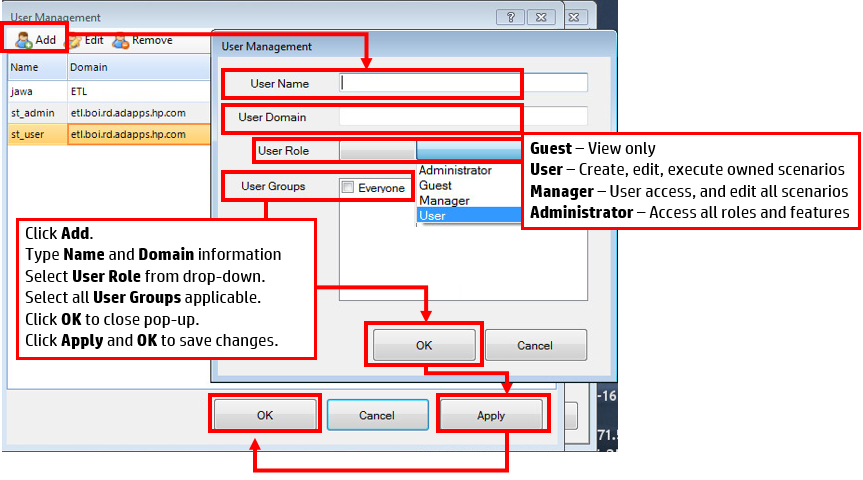 User Management
Add Edit Remove
Name Domain
jawa ETL
st_admin etl.boi.rd.adapps.hp.com
st_user etl.boi.rd.adapps.hp.com
User Management
User Name
User Domain
User Role
Administrator
Guest
Manager
User
User Groups
Everyone
Guest – View only
User – Create, edit, execute owned scenarios
Manager – User access, and edit all scenarios
Administrator – Access all roles and features
Click Add.
Type Name and Domain information
Select User Role from drop-down.
Select all User Groups applicable.
Click OK to close pop-up.
Click Apply and OK to save changes.
OK Cancel
OK Cancel Apply
-16